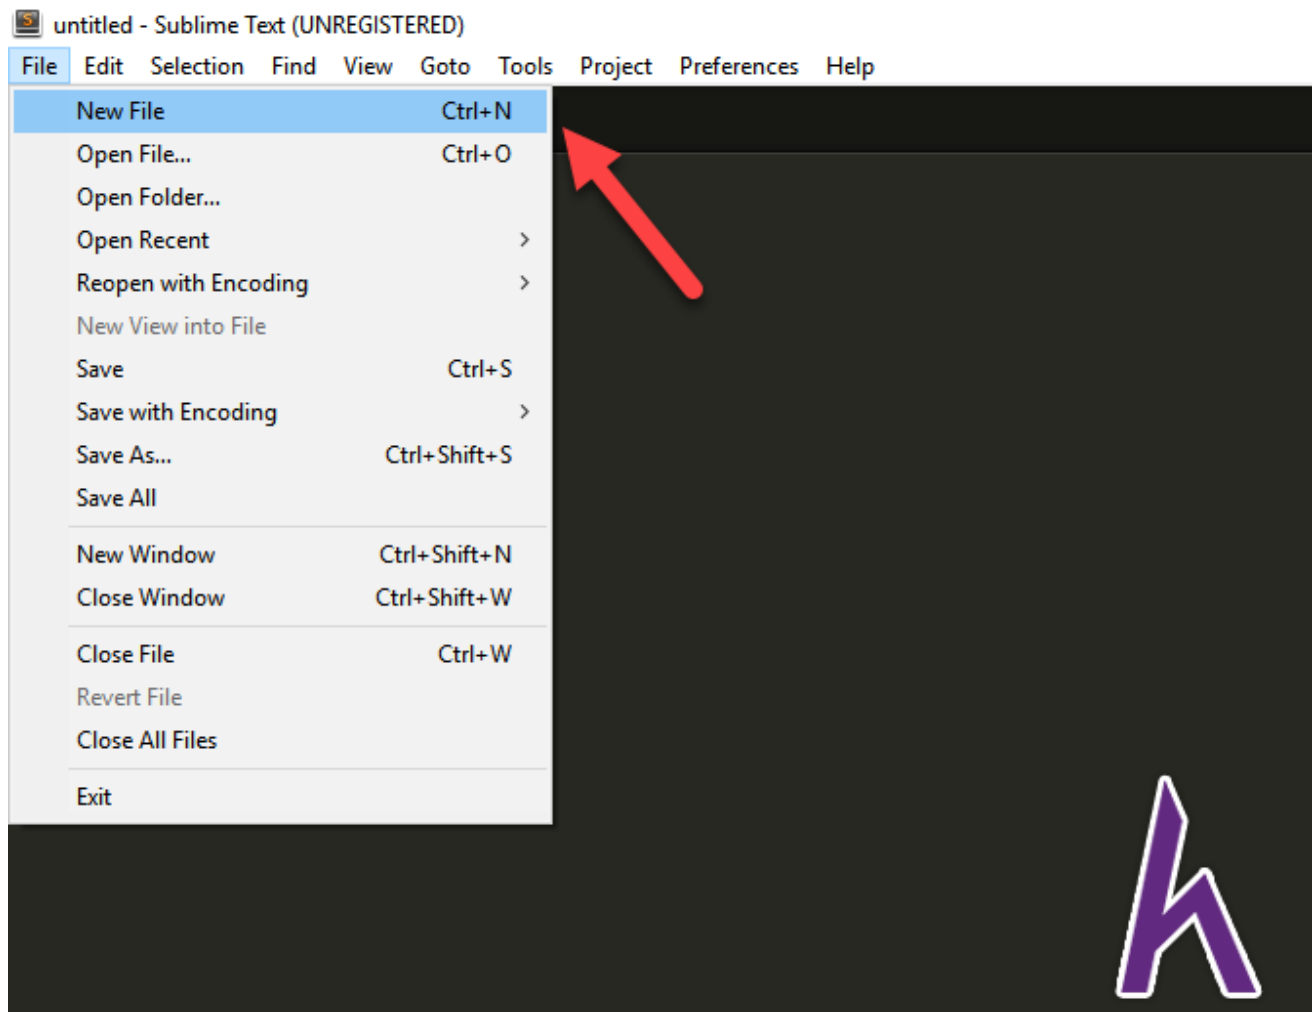 untitled - Sublime Text (UNREGISTERED)
File Edit Selection Find View Goto Tools Project Preferences Help
New File Ctrl+N
Open File... Ctrl+O
Open Folder...
Open Recent
Reopen with Encoding
New View into File
Save Ctrl+S
Save with Encoding
Save As... Ctrl+Shift+S
Save All
New Window Ctrl+Shift+N
Close Window Ctrl+Shift+W
Close File Ctrl+W
Revert File
Close All Files
Exit